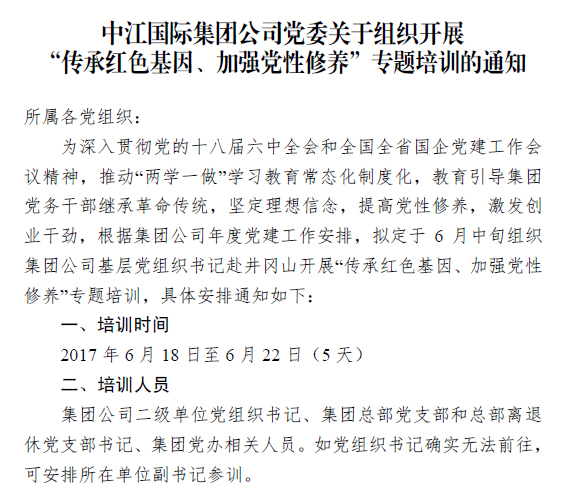 中江国际集团公司党委关于组织开展
“传承红色基因、加强党性修养”专题培训的通知
所属各党组织：
为深入贯彻党的十八届六中全会和全国全省国企党建工作会
议精神，推动“两学一做”学习教育常态化制度化，教育引导集团
党务干部继承革命传统，坚定理想信念，提高党性修养，激发创
业干劲，根据集团公司年度党建工作安排，拟定于 6 月中旬组织
集团公司基层党组织书记赴井冈山开展“传承红色基因、加强党性
修养”专题培训，具体安排通知如下：
一、培训时间
2017 年 6 月 18 日至 6 月 22 日（5 天）
二、培训人员
集团公司二级单位党组织书记、集团总部党支部和总部离退
休党支部书记、集团党办相关人员。如党组织书记确实无法前往，
可安排所在单位副书记参训。